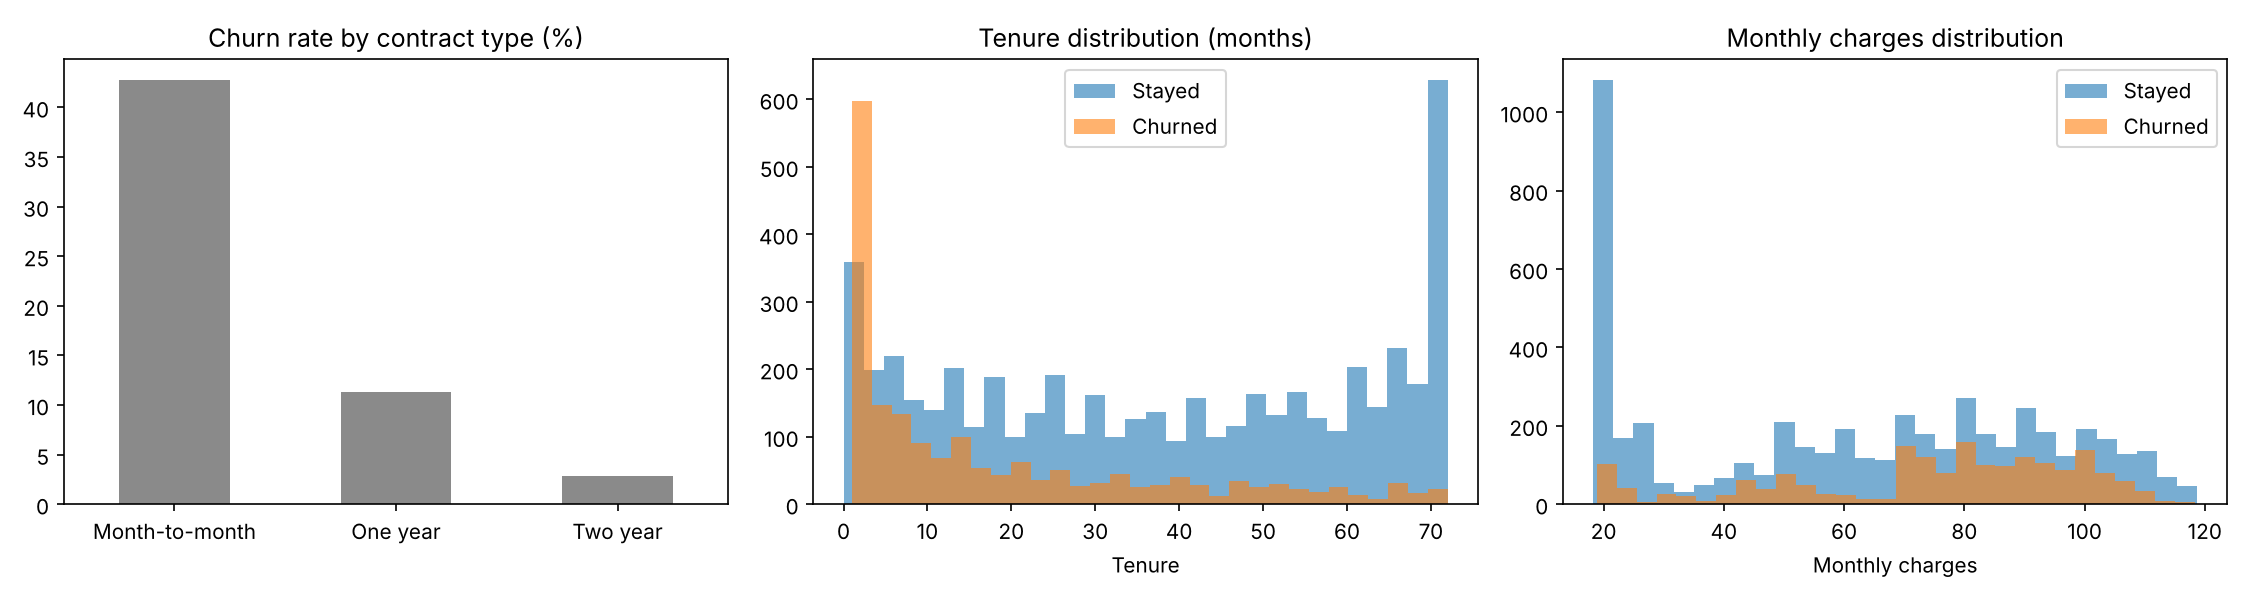 Churn rate by contract type (%)
40
35
30
25
20
15
10
5
0
Month-to-month One year Two year
Tenure distribution (months)
Stayed
Churned
600
500
400
300
200
100
0
0 10 20 30 40 50 60 70
Tenure
Monthly charges distribution
Stayed
Churned
1000
800
600
400
200
0
20 40 60 80 100 120
Monthly charges